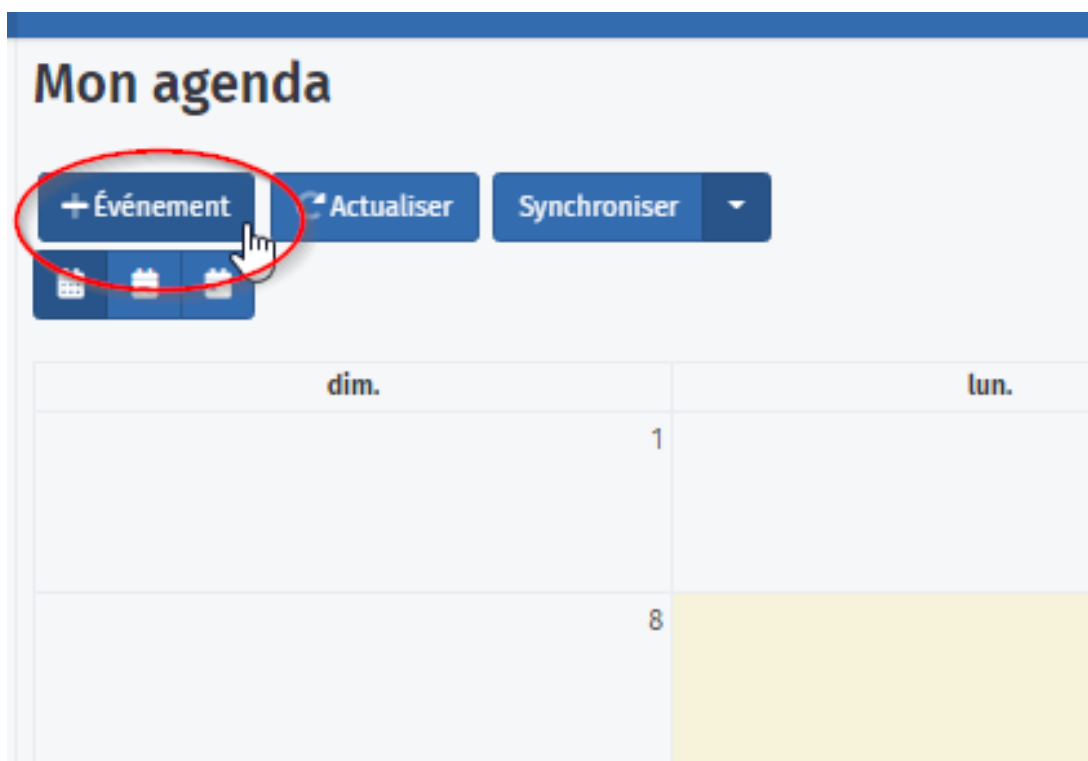 Mon agenda
Événement Actualiser Synchroniser
dim. lun.
1
8